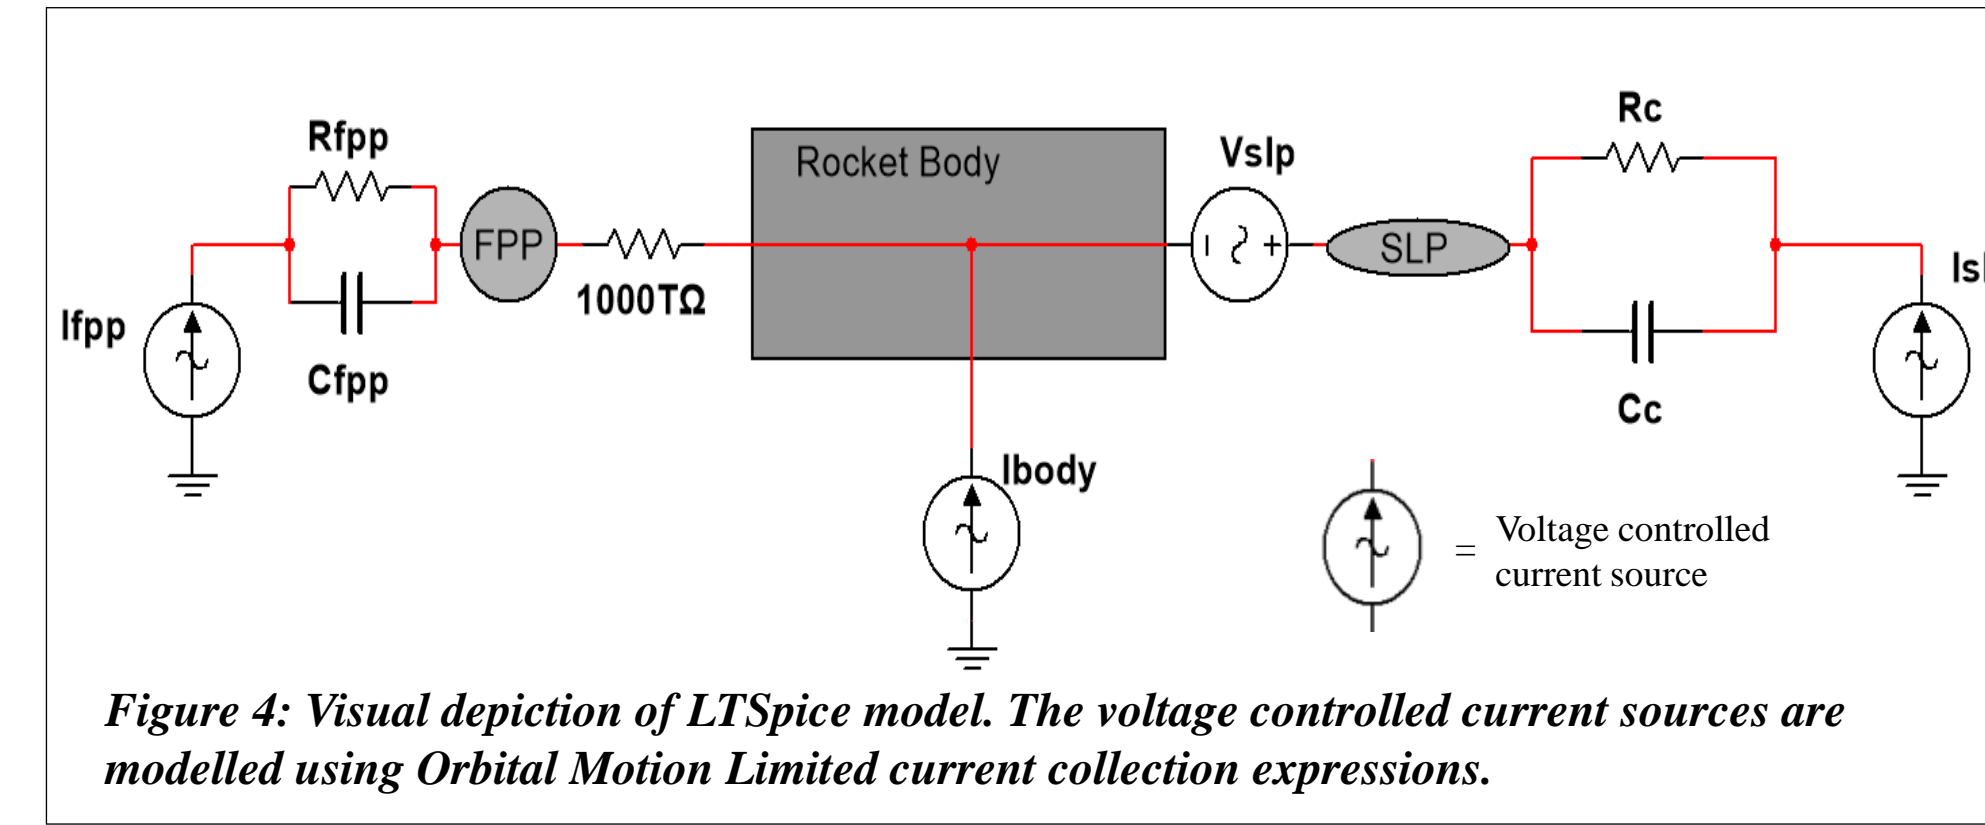 Rfpp
Rc
Vslp
Rocket Body
FPP
SLP
1000TΩ
Ifpp
Cfpp
Cc
Ibody
= Voltage controlled
current source
Figure 4: Visual depiction of LTSpice model. The voltage controlled current sources are
modelled using Orbital Motion Limited current collection expressions.